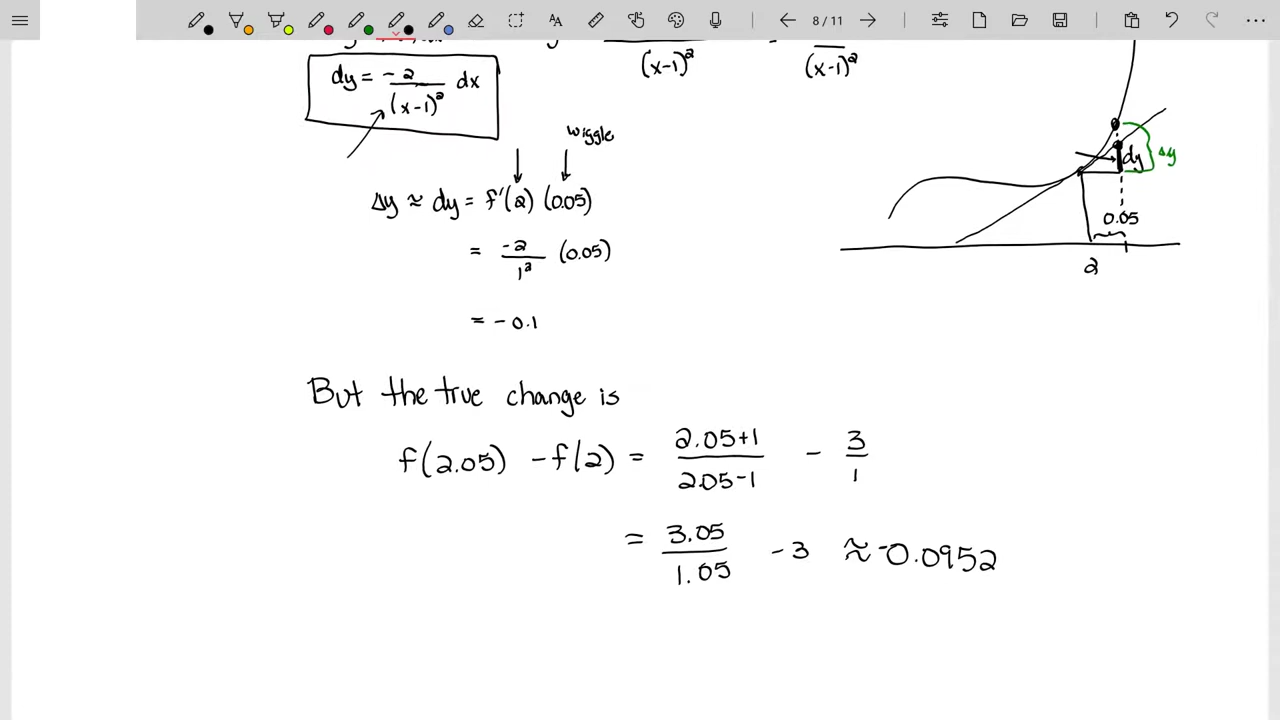 8 / 11
(x-1)²
(x-1)²
dy = -2/(x-1)² dx
wiggle
Δy ≈ dy = f'(2) (0.05)
= -2/1² (0.05)
= -0.1
dy
Δy
0.05
2
But the true change is
f(2.05) - f(2) = 2.05+1/2.05-1 - 3/1
= 3.05/1.05 - 3 ≈ -0.0952